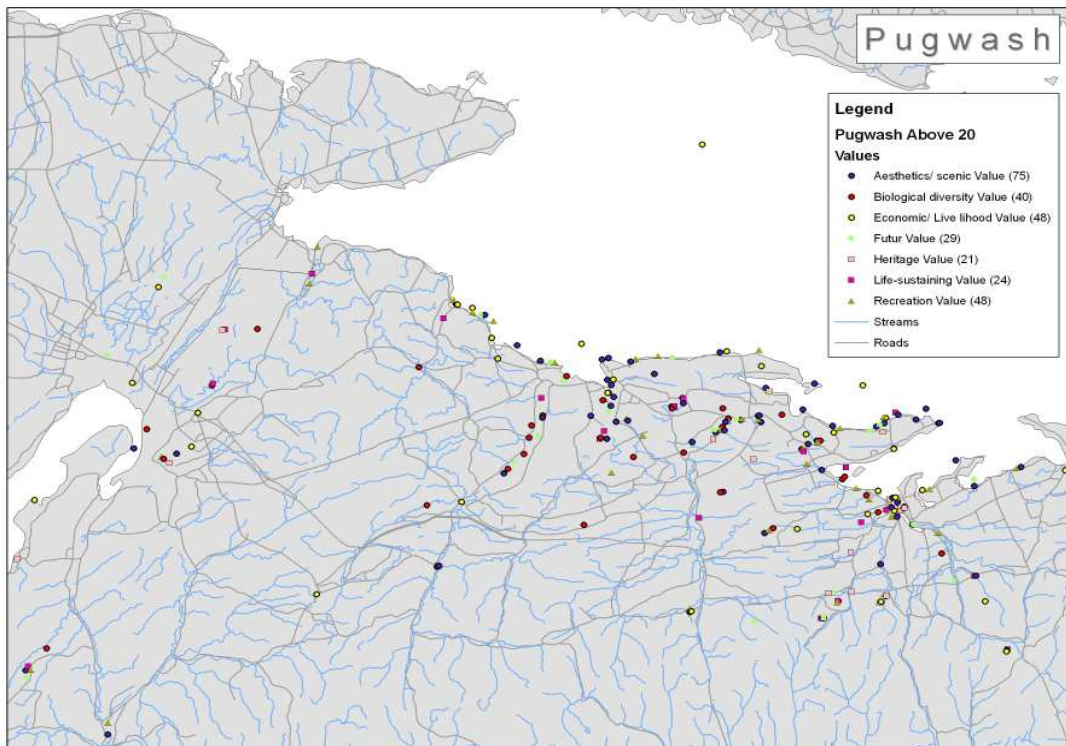 Pugwash
Legend
Pugwash Above 20
Values
Aesthetics/ scenic Value (75)
Biological diversity Value (40)
Economic/ Live lihood Value (48)
Futur Value (29)
Heritage Value (21)
Life-sustaining Value (24)
Recreation Value (48)
Streams
Roads